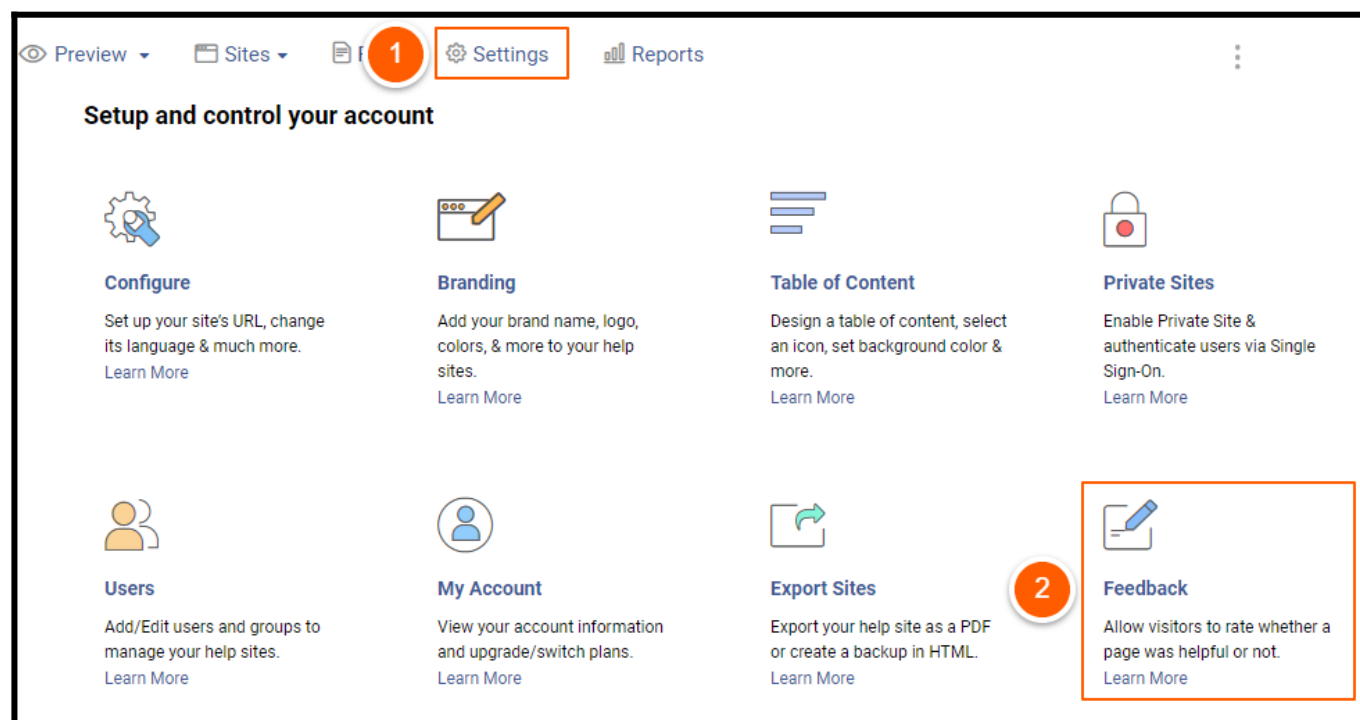 Preview Sites 1 Settings Reports
Setup and control your account
Configure Branding Table of Content Private Sites
Set up your site's URL, change
its language & much more.
Learn More
Add your brand name, logo,
colors, & more to your help
sites.
Learn More
Design a table of content, select
an icon, set background color &
more.
Learn More
Enable Private Site &
authenticate users via Single
Sign-On.
Learn More
Users My Account Export Sites 2 Feedback
Add/Edit users and groups to
manage your help sites.
Learn More
View your account information
and upgrade/switch plans.
Learn More
Export your help site as a PDF
or create a backup in HTML.
Learn More
Allow visitors to rate whether a
page was helpful or not.
Learn More